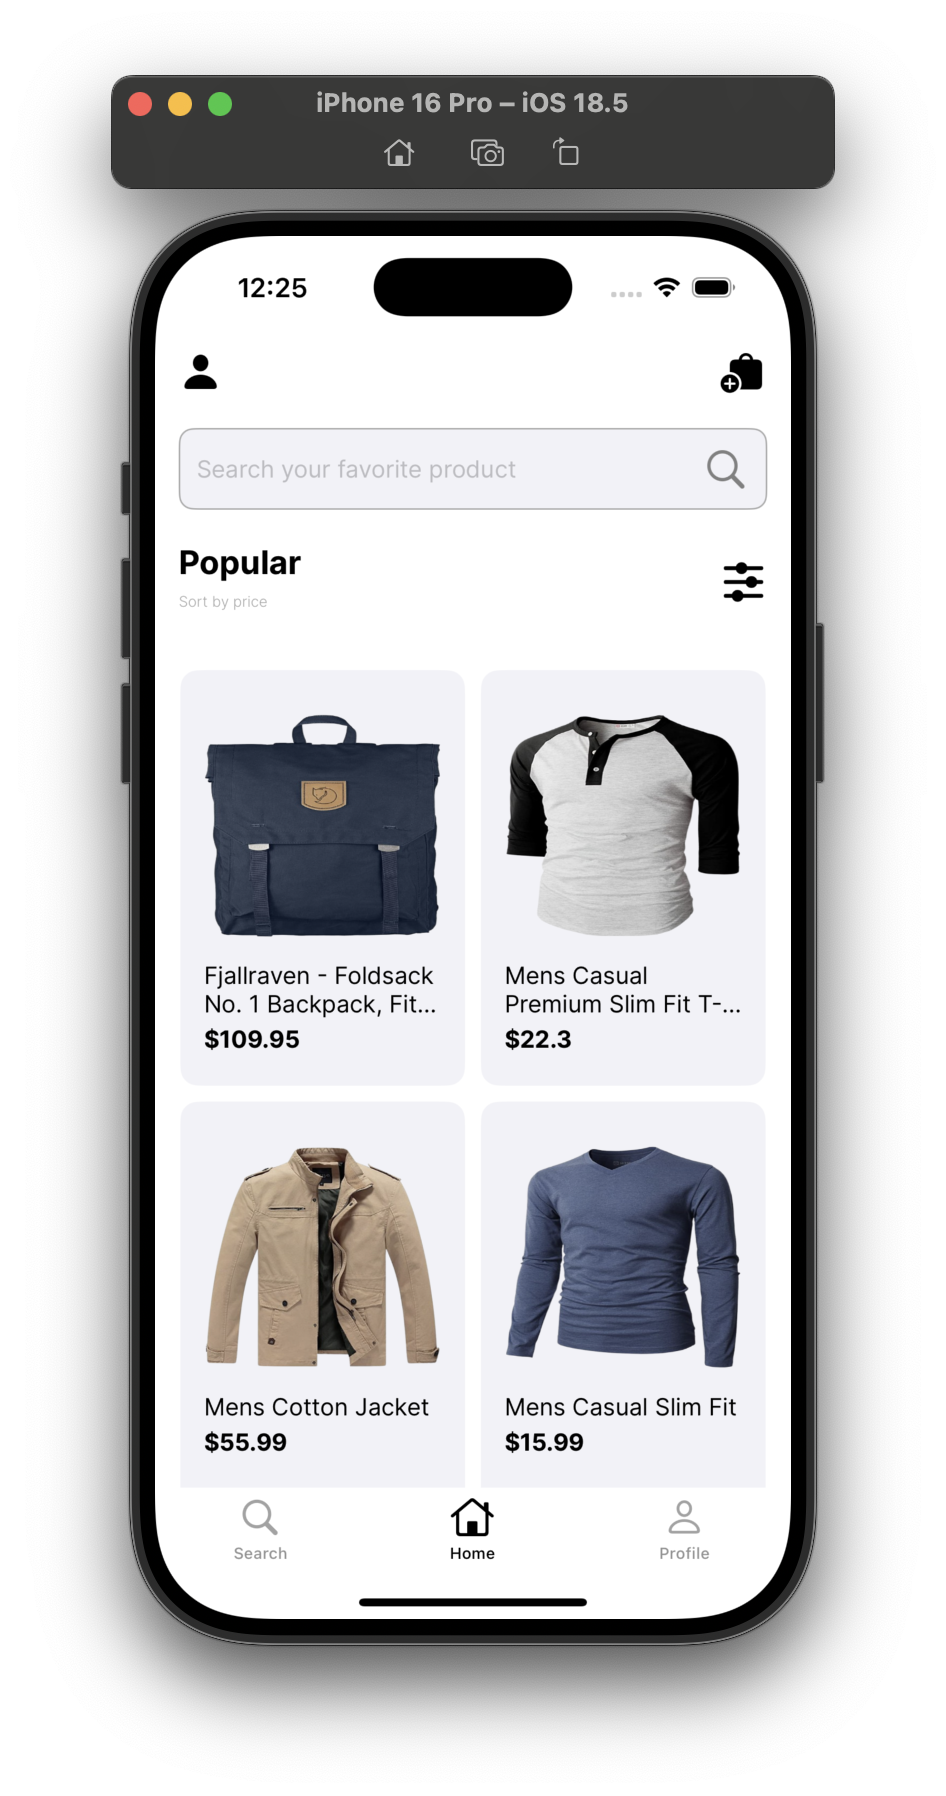 iPhone 16 Pro – iOS 18.5
12:25
Search your favorite product
Popular
Sort by price
Fjallraven - Foldsack
No. 1 Backpack, Fit...
$109.95
Mens Casual
Premium Slim Fit T-...
$22.3
Mens Cotton Jacket
$55.99
Mens Casual Slim Fit
$15.99
Search
Home
Profile